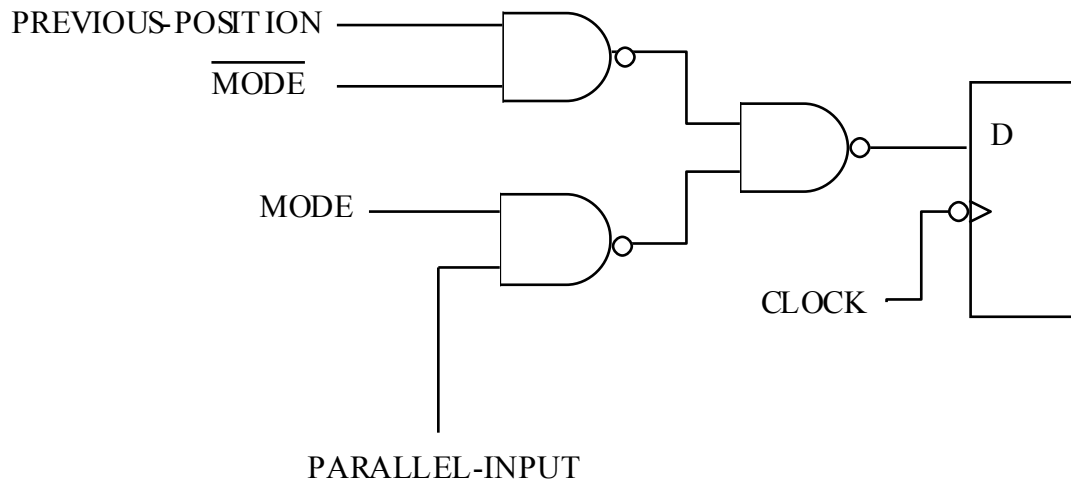 PREVIOUS-POSITION
MODE
D
MODE
CLOCK
PARALLEL-INPUT